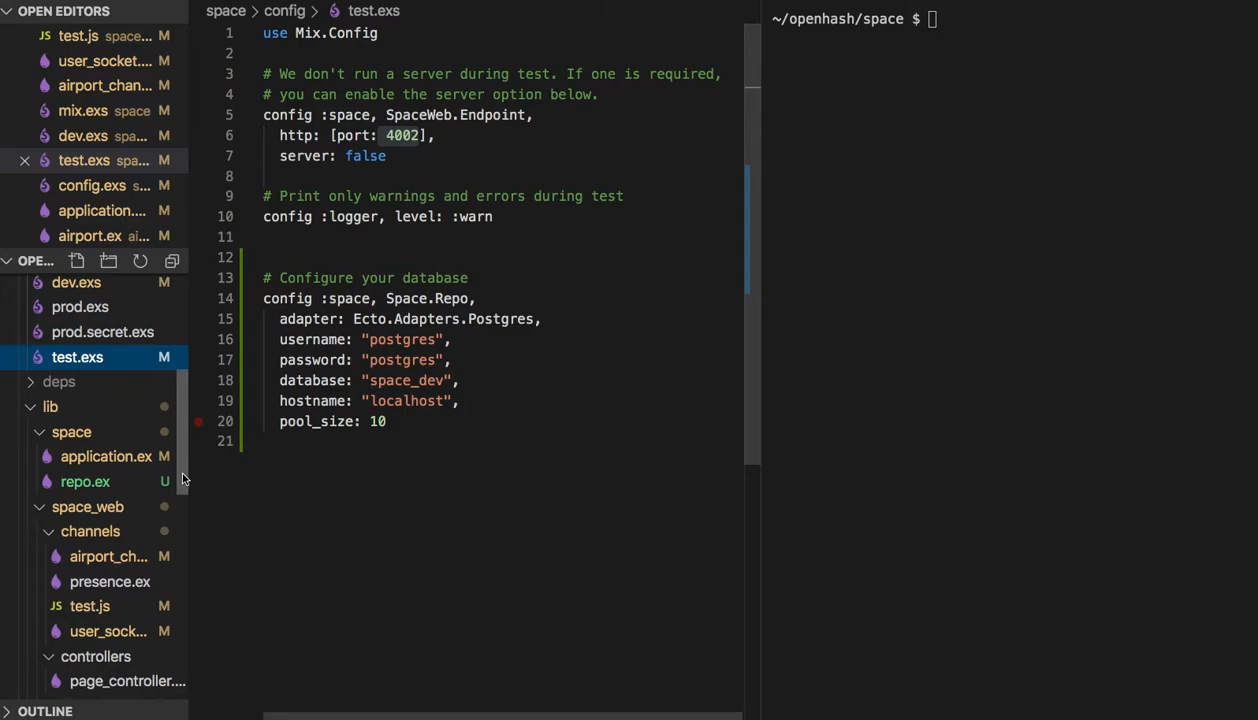 OPEN EDITORS
JS test.js space... M
user_socket.... M
airport_chan... M
mix.exs space M
dev.exs spa... M
test.exs spa... M
config.exs s... M
application.... M
airport.ex ai... M
OPE...
dev.exs M
prod.exs
prod.secret.exs
test.exs M
deps
lib
space
application.ex M
repo.ex U
space_web
channels
airport_ch... M
presence.ex
JS test.js M
user_sock... M
controllers
page_controller....
OUTLINE
space > config > test.exs
1 use Mix.Config
2
3 # We don't run a server during test. If one is required,
4 # you can enable the server option below.
5 config :space, SpaceWeb.Endpoint,
6 http: [port: 4002],
7 server: false
8
9 # Print only warnings and errors during test
10 config :logger, level: :warn
11
12
13 # Configure your database
14 config :space, Space.Repo,
15 adapter: Ecto.Adapters.Postgres,
16 username: "postgres",
17 password: "postgres",
18 database: "space_dev",
19 hostname: "localhost",
20 pool_size: 10
21
~/openhash/space $